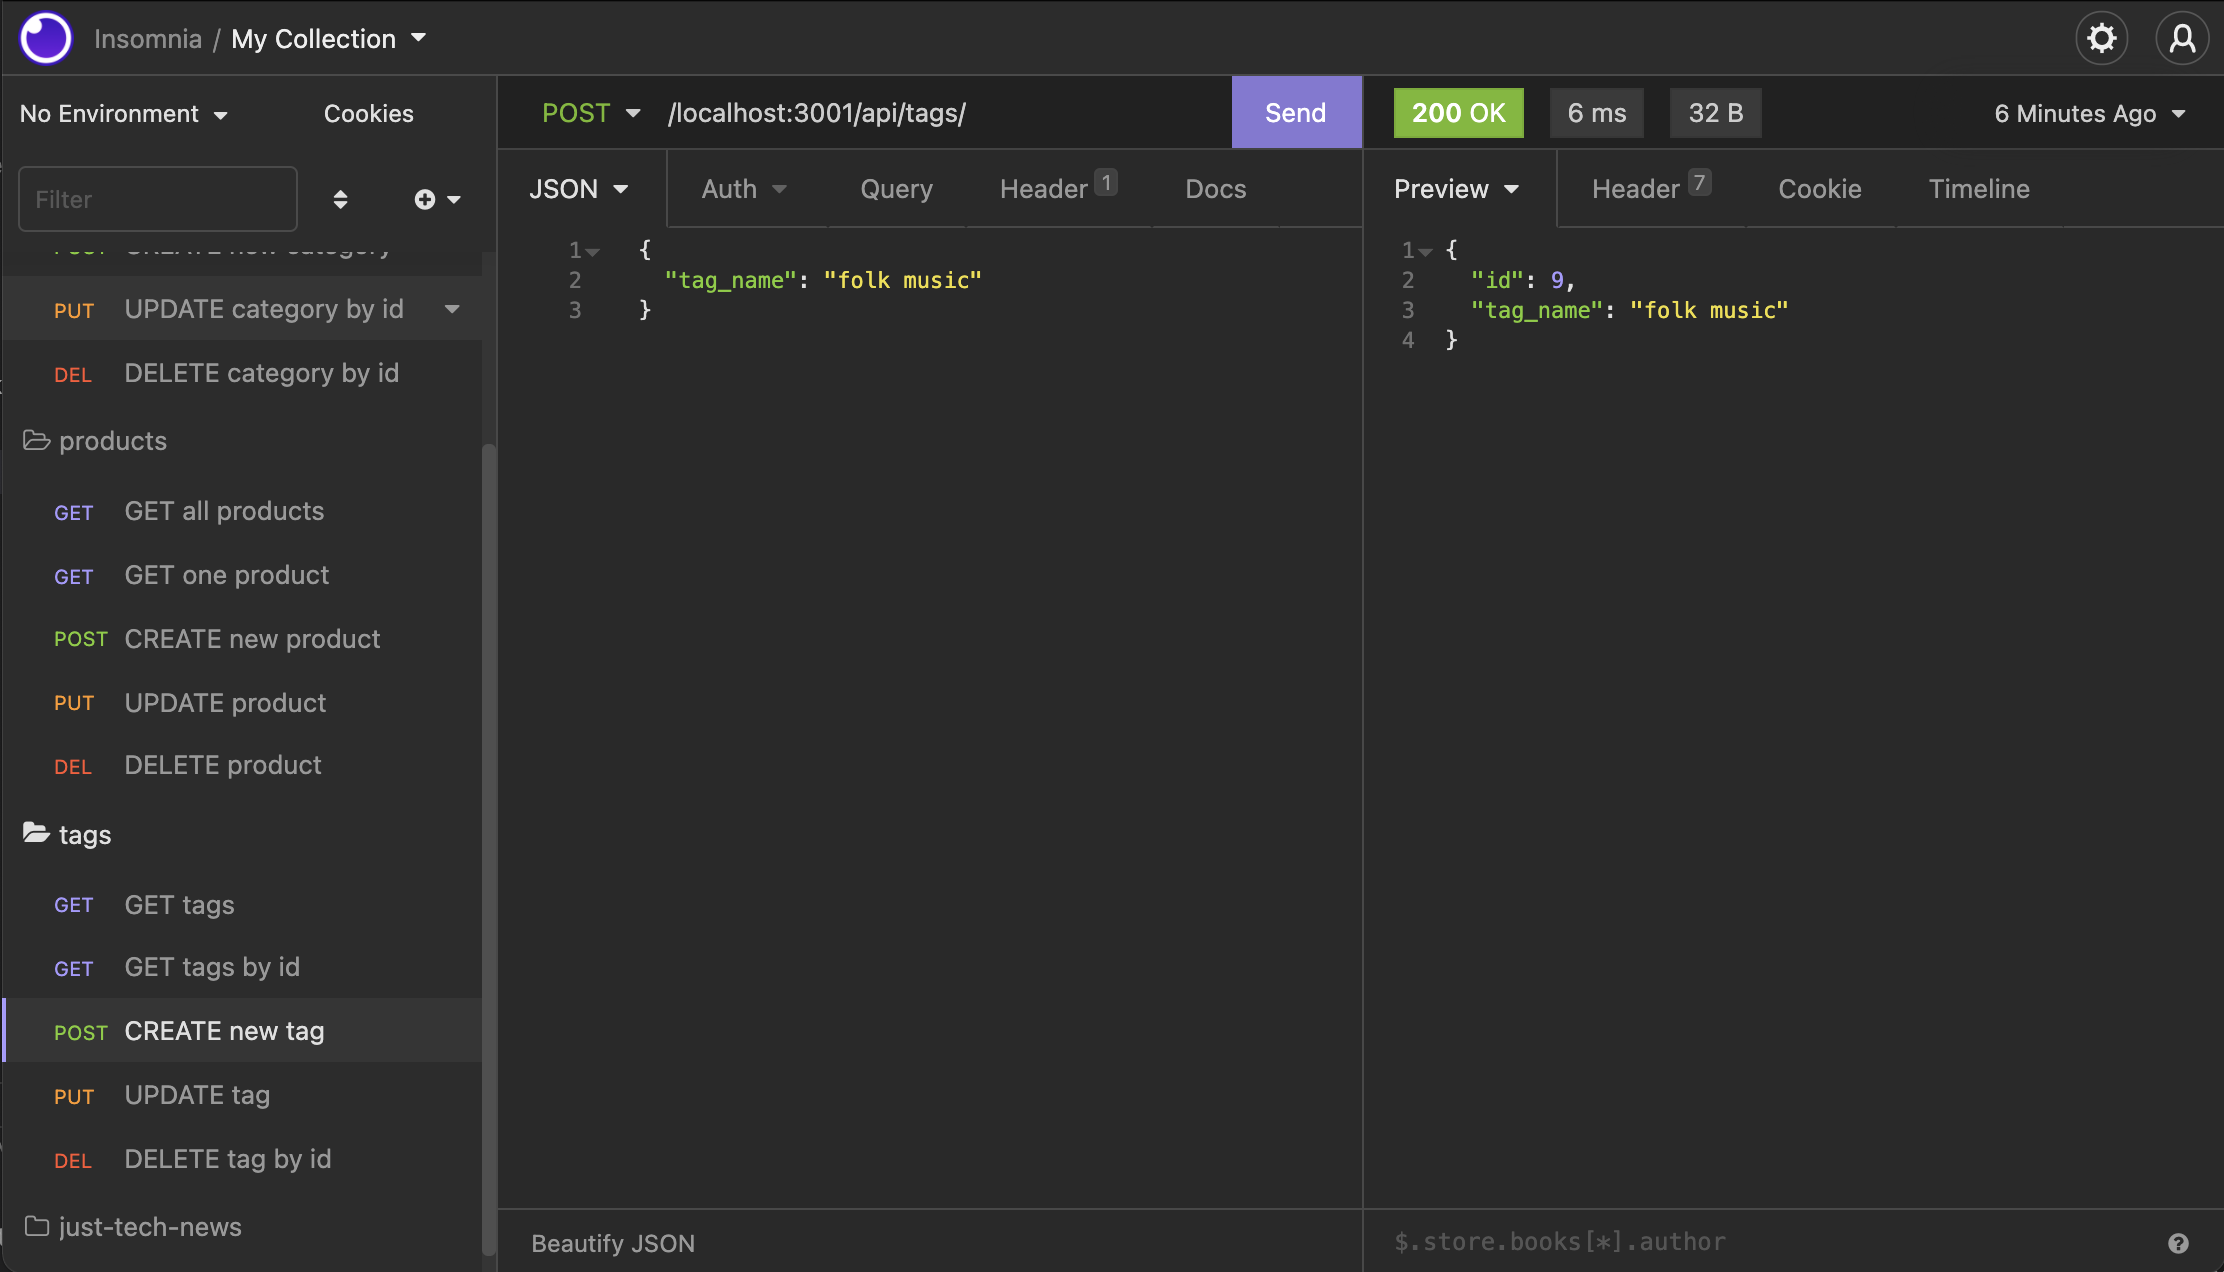 Insomnia / My Collection
No Environment
Cookies
Filter
POST CREATE new category
PUT UPDATE category by id
DEL DELETE category by id
products
GET GET all products
GET GET one product
POST CREATE new product
PUT UPDATE product
DEL DELETE product
tags
GET GET tags
GET GET tags by id
POST CREATE new tag
PUT UPDATE tag
DEL DELETE tag by id
just-tech-news
POST /localhost:3001/api/tags/ Send
JSON Auth Query Header 1 Docs
1 {
2 "tag_name": "folk music"
3 }
Beautify JSON
200 OK 6 ms 32 B 6 Minutes Ago
Preview Header 7 Cookie Timeline
1 {
2 "id": 9,
3 "tag_name": "folk music"
4 }
$.store.books[*].author